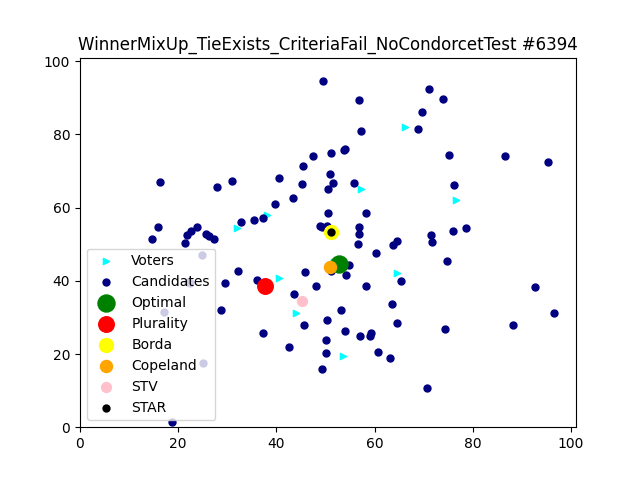 WinnerMixUp_TieExists_CriteriaFail_NoCondorcetTest #6394
100
80
60
40
20
0
Voters
Candidates
Optimal
Plurality
Borda
Copeland
STV
STAR
0 20 40 60 80 100